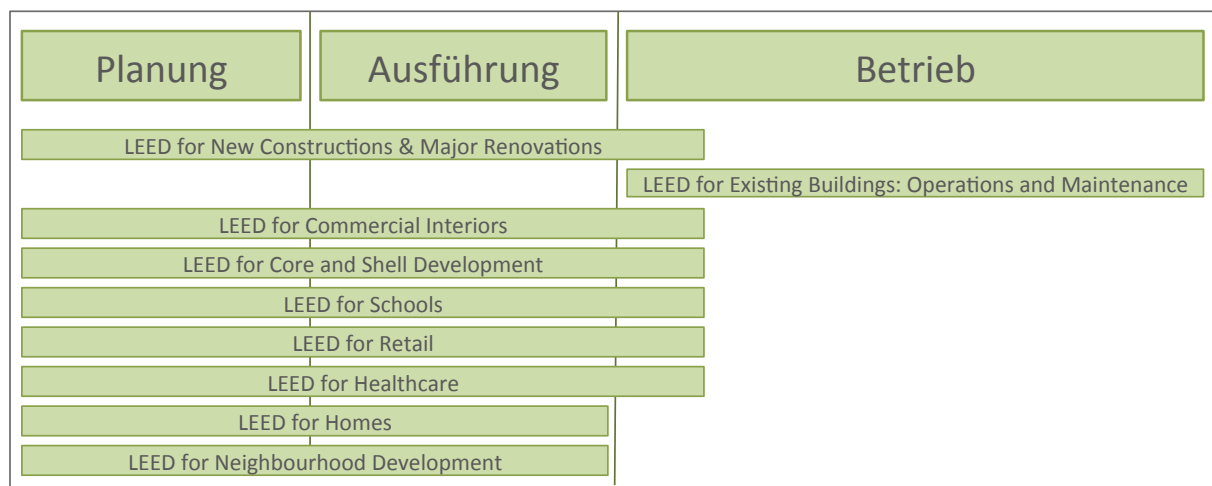 Planung
Ausführung
Betrieb
LEED for New Constructions & Major Renovations
LEED for Existing Buildings: Operations and Maintenance
LEED for Commercial Interiors
LEED for Core and Shell Development
LEED for Schools
LEED for Retail
LEED for Healthcare
LEED for Homes
LEED for Neighbourhood Development